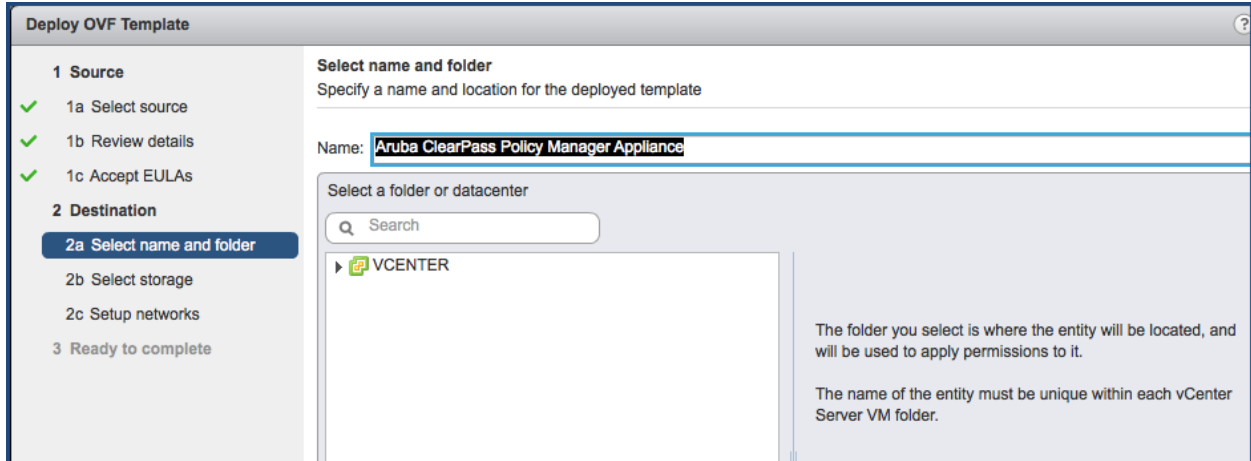 Deploy OVF Template
?
1 Source
1a Select source
1b Review details
1c Accept EULAs
2 Destination
2a Select name and folder
2b Select storage
2c Setup networks
3 Ready to complete
Select name and folder
Specify a name and location for the deployed template
Name: Aruba ClearPass Policy Manager Appliance
Select a folder or datacenter
Search
VCENTER
The folder you select is where the entity will be located, and
will be used to apply permissions to it.
The name of the entity must be unique within each vCenter
Server VM folder.